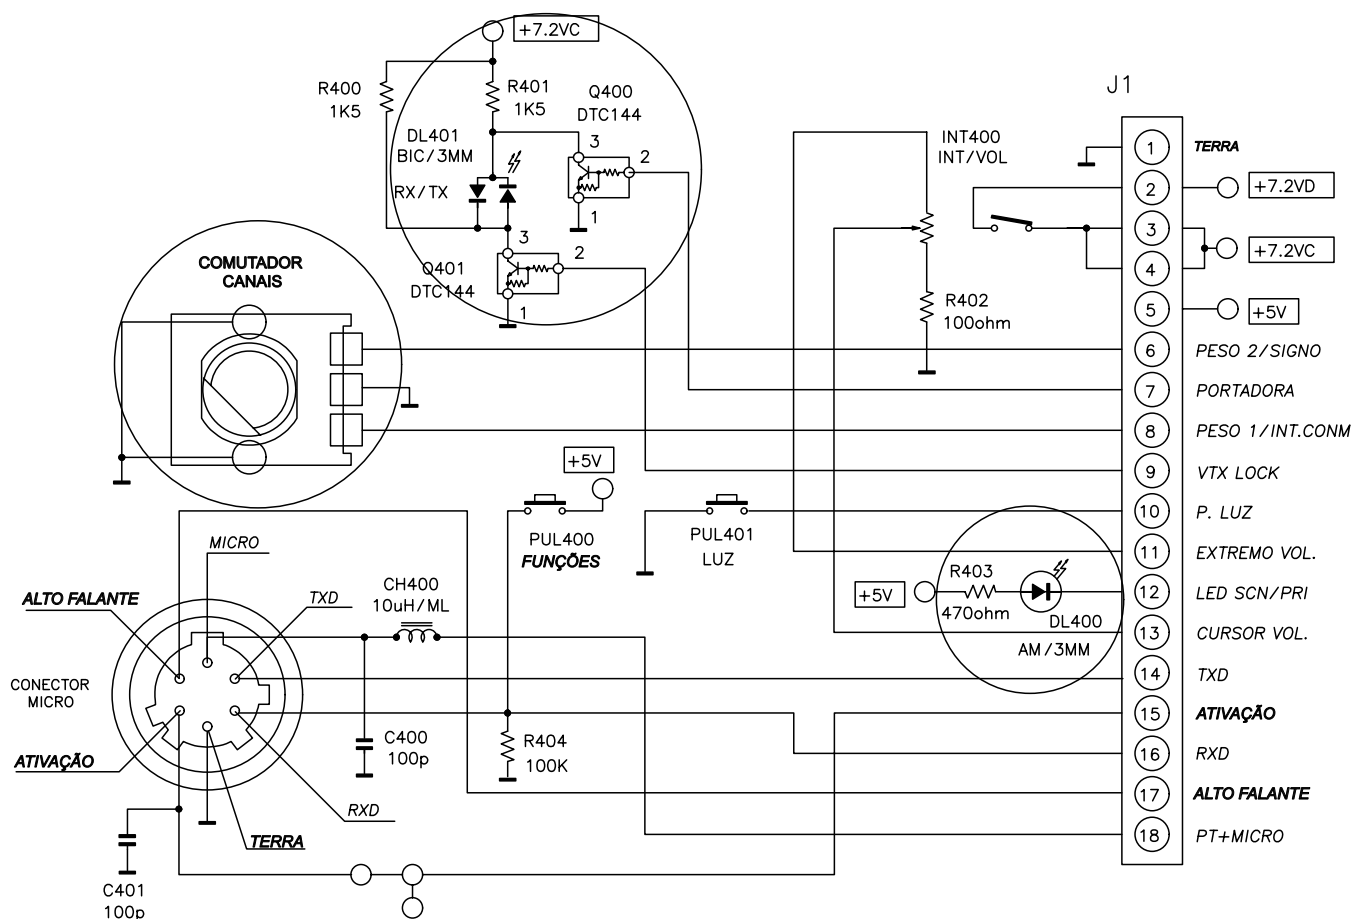 +7.2VC
R400
1K5
R401
1K5
Q400
DTC144
DL401
BIC/3MM
RX/TX
3
2
1
Q401
DTC144
3
2
1
COMUTADOR
CANAIS
INT400
INT/VOL
R402
100ohm
J1
1
TERRA
2
+7.2VD
3
+7.2VC
4
5
+5V
6
PESO 2/SIGNO
7
PORTADORA
8
PESO 1/INT.CONM
9
VTX LOCK
10
P. LUZ
11
EXTREMO VOL.
12
LED SCN/PRI
13
CURSOR VOL.
14
TXD
15
ATIVAÇÃO
16
RXD
17
ALTO FALANTE
18
PT+MICRO
+5V
PUL400
FUNÇÕES
PUL401
LUZ
+5V
R403
470ohm
DL400
AM/3MM
MICRO
ALTO FALANTE
TXD
CH400
10uH/ML
CONECTOR
MICRO
ATIVAÇÃO
C400
100p
R404
100K
RXD
TERRA
C401
100p